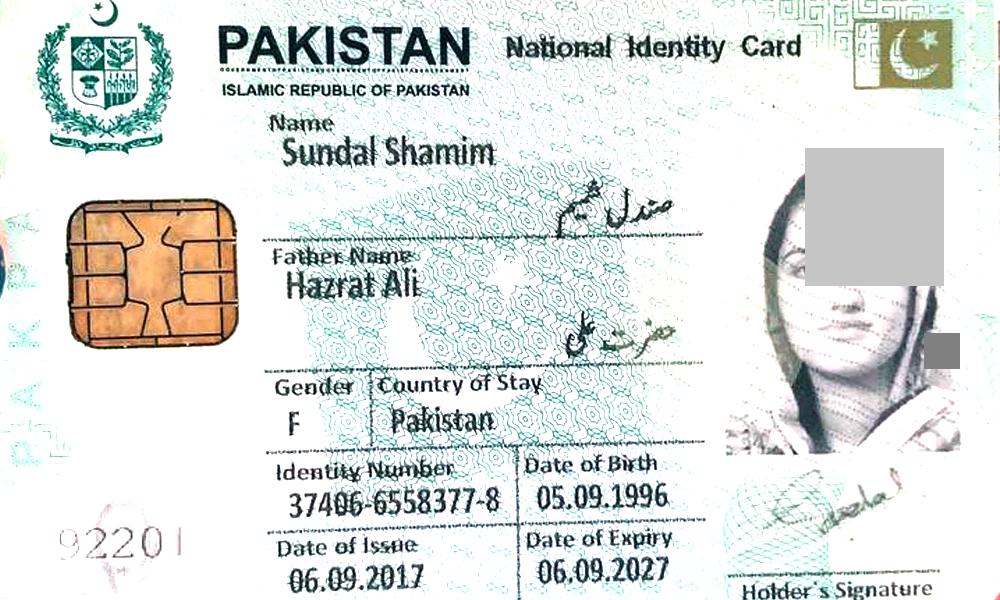 PAKISTAN National Identity Card
ISLAMIC REPUBLIC OF PAKISTAN
Name
Sundal Shamim
صندل شمیم
Father Name
Hazrat Ali
حضرت علی
Gender Country of Stay
F Pakistan
Identity Number Date of Birth
37406-6558377-8 05.09.1996
Date of Issue Date of Expiry
06.09.2017 06.09.2027
Holder's Signature
92201